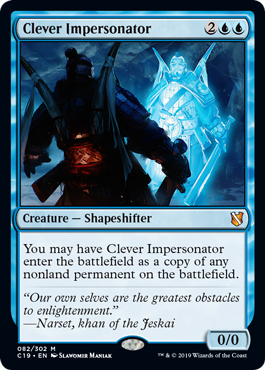 Clever Impersonator 2
Creature — Shapeshifter
You may have Clever Impersonator
enter the battlefield as a copy of any
nonland permanent on the battlefield.
“Our own selves are the greatest obstacles
to enlightenment.”
—Narset, khan of the Jeskai
0/0
082/302 M
C19 • EN SLAWOMIR MANIAK
™ & © 2019 Wizards of the Coast